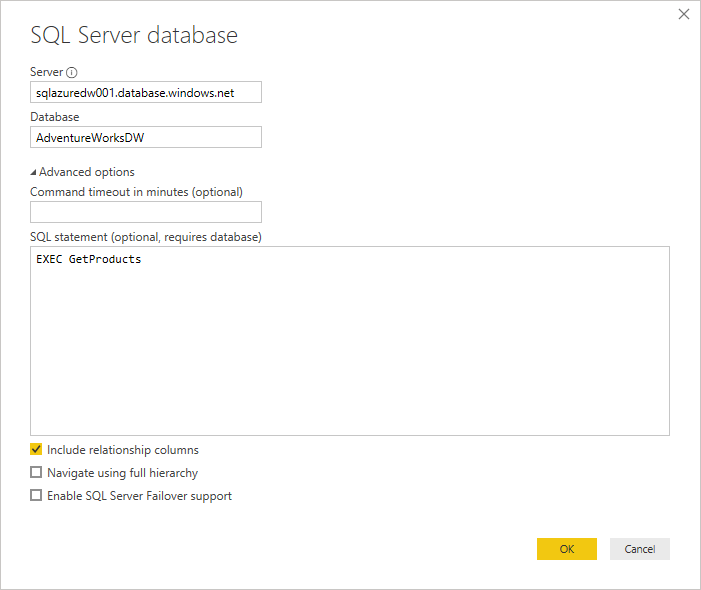 SQL Server database
Server
sqlazuredw001.database.windows.net
Database
AdventureWorksDW
Advanced options
Command timeout in minutes (optional)
SQL statement (optional, requires database)
EXEC GetProducts
Include relationship columns
Navigate using full hierarchy
Enable SQL Server Failover support
OK Cancel